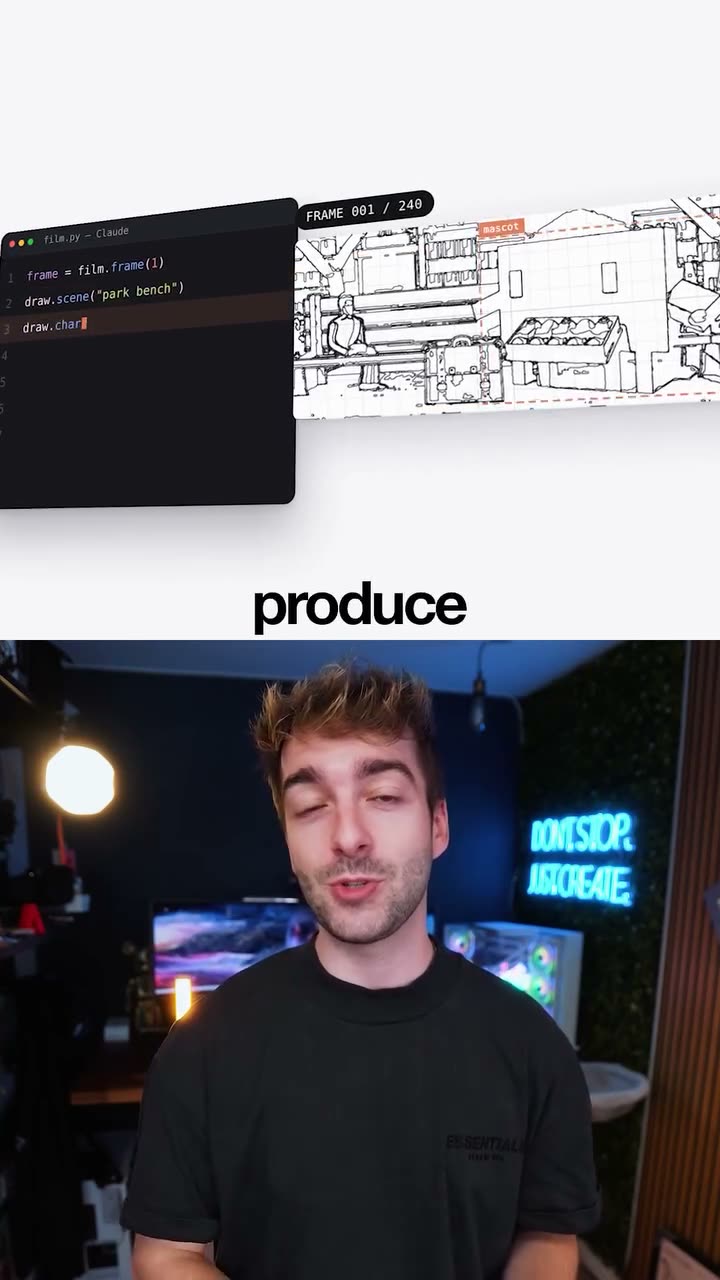 film.py — Claude
FRAME 001 / 240
mascot
1 frame = film.frame(1)
2 draw.scene("park bench")
3 draw.char
4
5
6
produce
DON'T STOP.
JUST CREATE.
ESSENTIALS